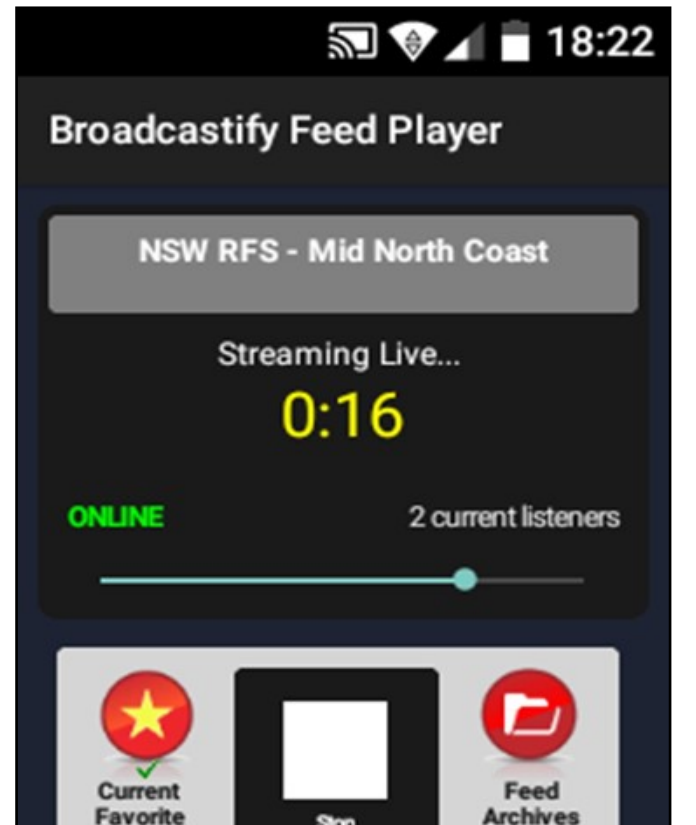 18:22
Broadcastify Feed Player
NSW RFS - Mid North Coast
Streaming Live...
0:16
ONLINE 2 current listeners
Current Favorite
Stop
Feed Archives